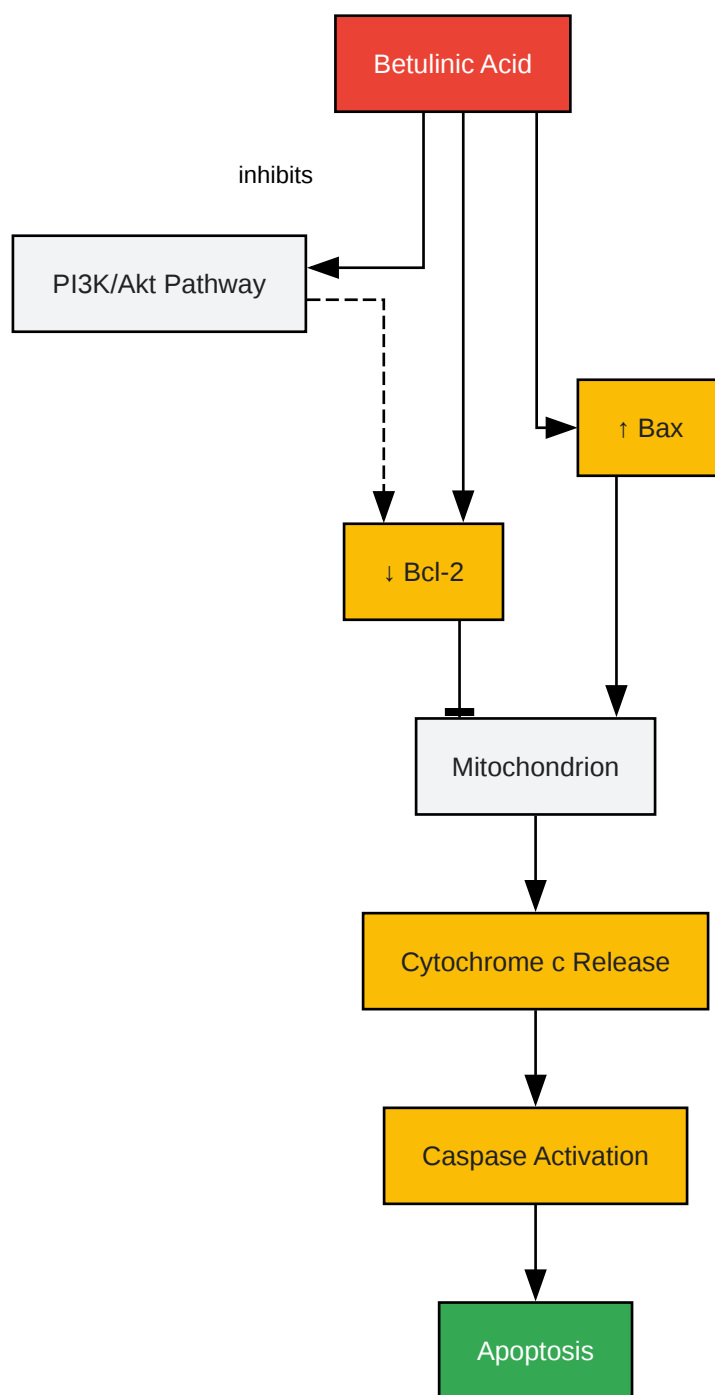 Betulinic Acid
inhibits
PI3K/Akt Pathway
↑ Bax
↓ Bcl-2
Mitochondrion
Cytochrome c Release
Caspase Activation
Apoptosis